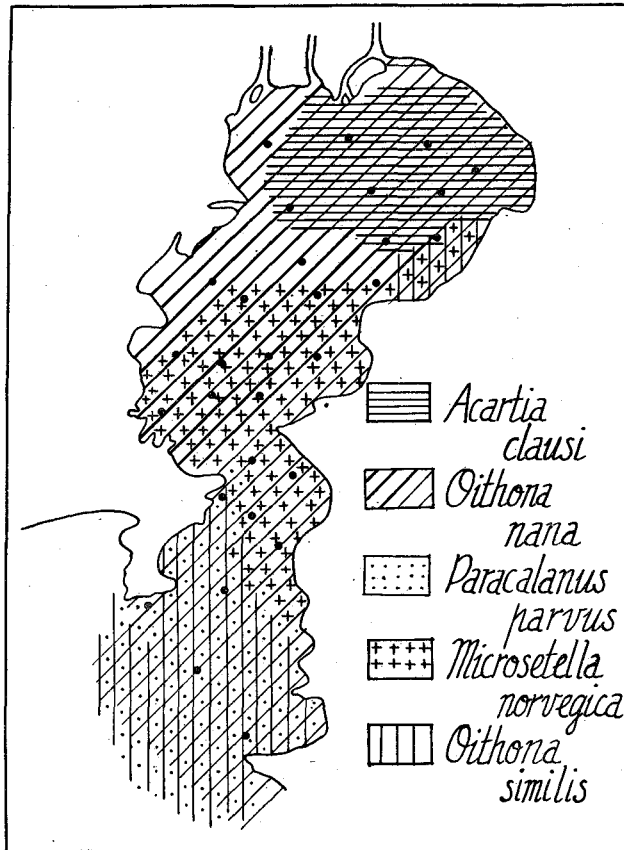 Acartia
clausi
Oithona
nana
Paracalanus
parvus
Microsetella
norvegica
Oithona
similis